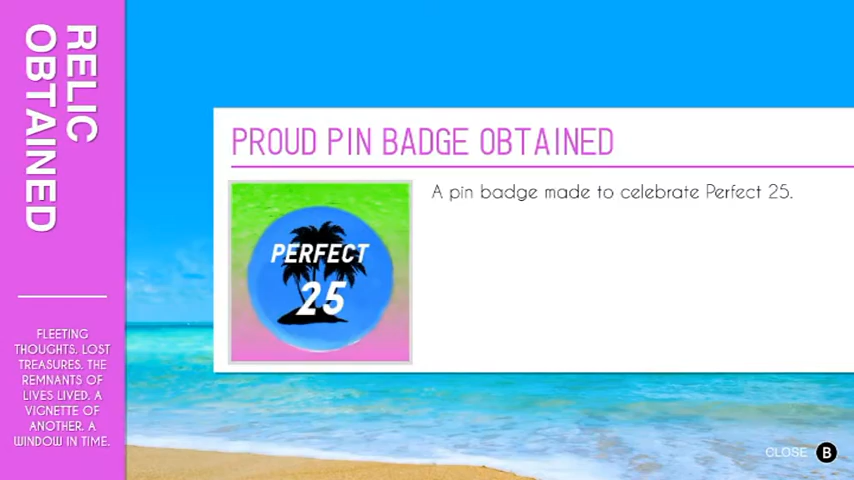 RELIC
OBTAINED
FLEETING
THOUGHTS. LOST
TREASURES. THE
REMNANTS OF
LIVES LIVED. A
VIGNETTE OF
ANOTHER. A
WINDOW IN TIME.
PROUD PIN BADGE OBTAINED
A pin badge made to celebrate Perfect 25.
PERFECT
25
CLOSE B